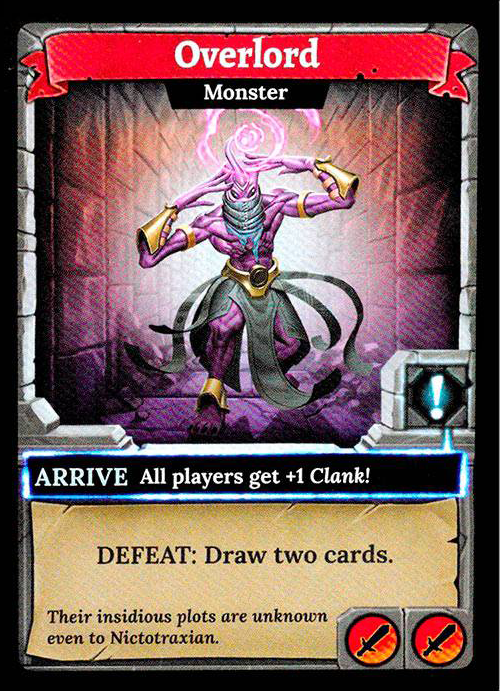 Overlord
Monster
ARRIVE All players get +1 Clank!
DEFEAT: Draw two cards.
Their insidious plots are unknown
even to Nictotraxian.